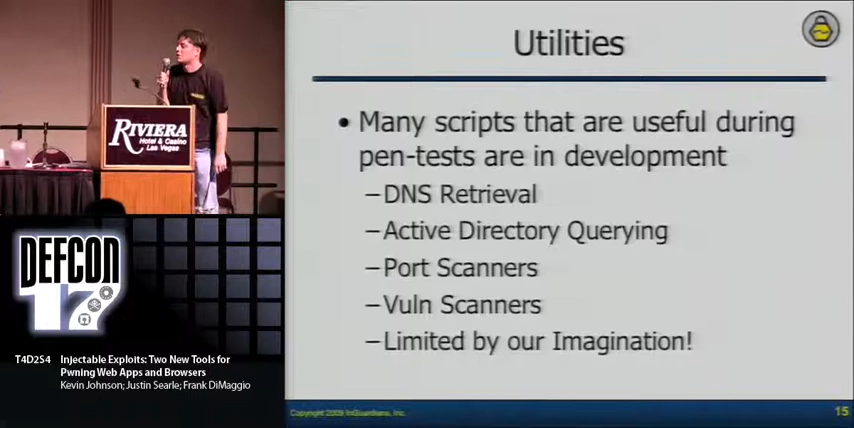 Utilities
• Many scripts that are useful during
pen-tests are in development
–DNS Retrieval
–Active Directory Querying
–Port Scanners
–Vuln Scanners
–Limited by our Imagination!
Copyright 2009 InGuardians, Inc.
15
RIVIERA
Hotel & Casino
Las Vegas
DEFCON
17
T4D2S4 Injectable Exploits: Two New Tools for
Pwning Web Apps and Browsers
Kevin Johnson; Justin Searle; Frank DiMaggio